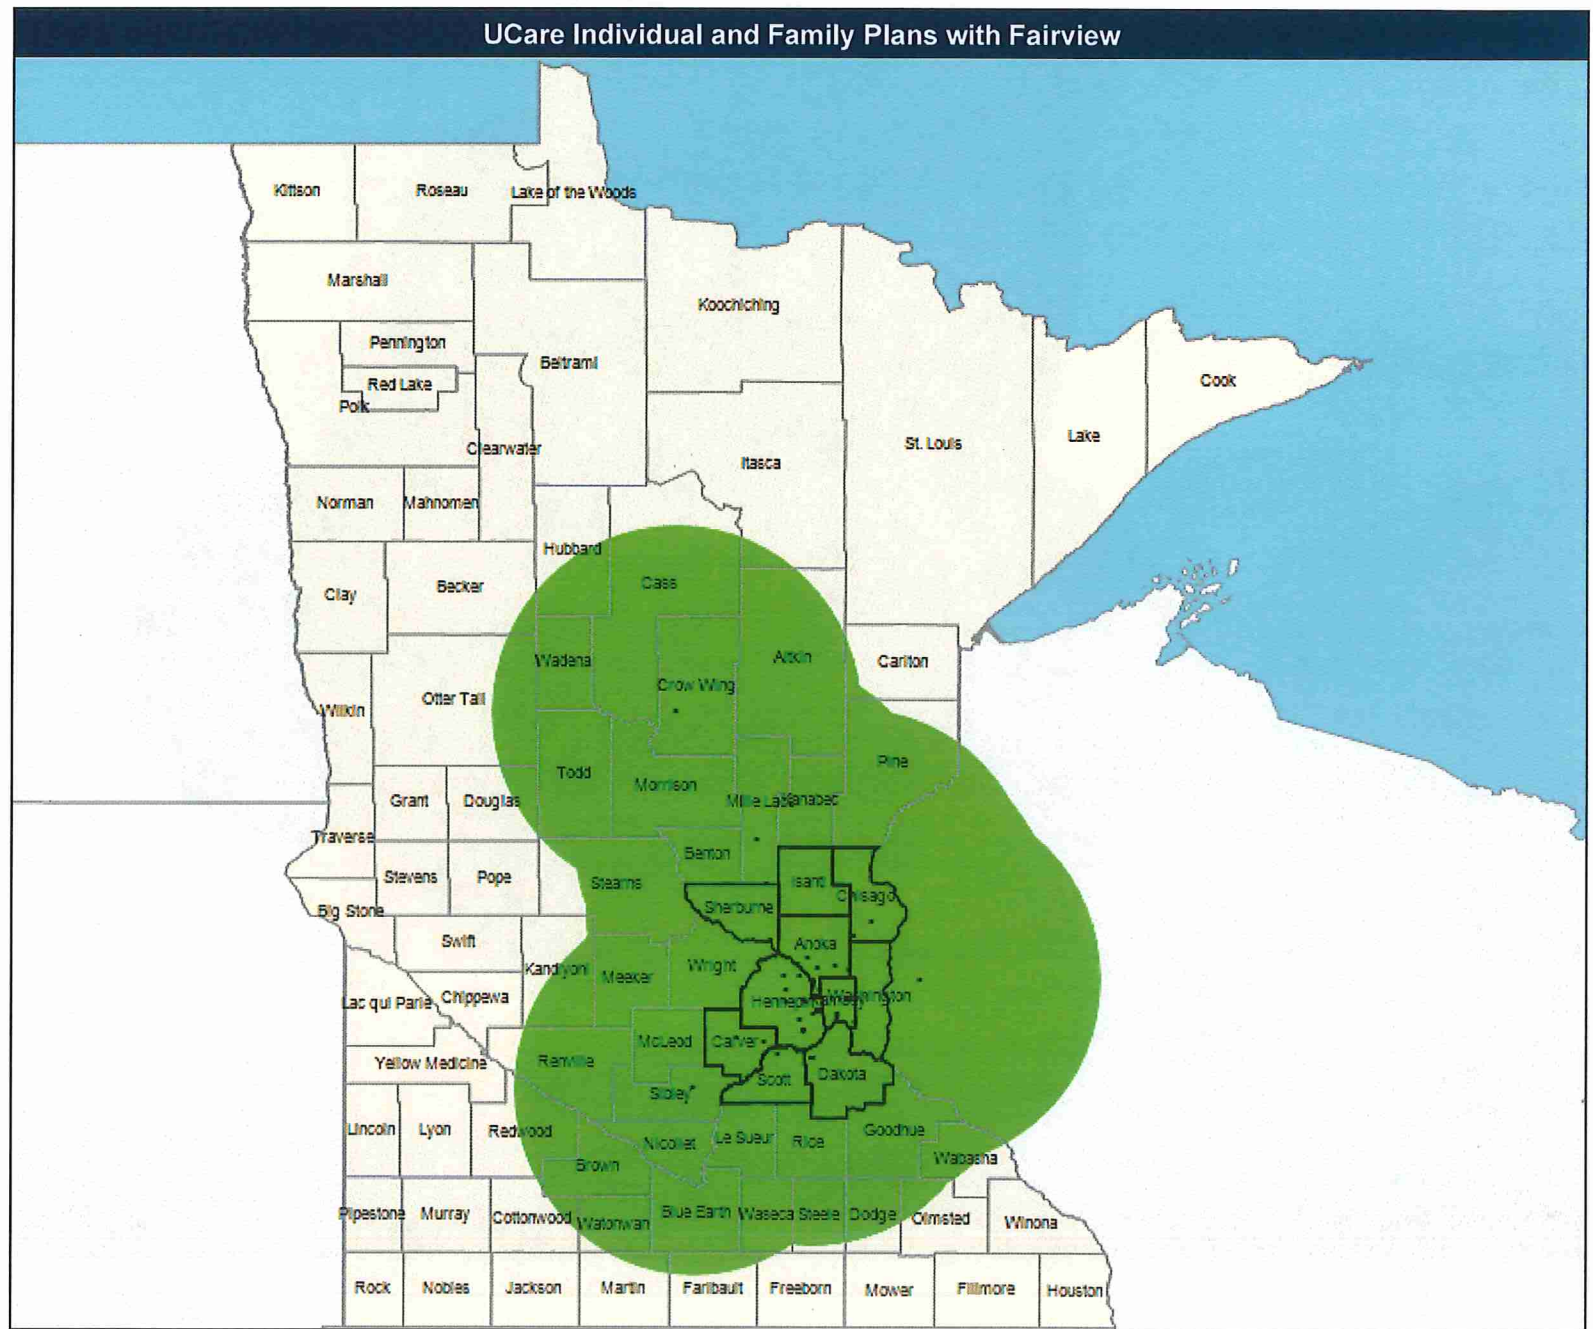 UCare Individual and Family Plans with Fairview
Kittson
Roseau
Lake of the Woods
Marshall
Koochiching
Pennington
Beltrami
Red Lake
Cook
Polk
Lake
St. Louis
Clearwater
Itasca
Norman
Mahnomen
Hubbard
Cass
Becker
Clay
Aitkin
Wadena
Carlton
Crow Wing
Otter Tail
Wilkin
Pine
Todd
Morrison
Grant
Douglas
Mille Lacs
Kanabec
Traverse
Benton
Stevens
Pope
Stearns
Isanti
Chisago
Sherburne
Big Stone
Swift
Anoka
Wright
Kandiyohi
Meeker
Chippewa
Washington
Lac qui Parle
Hennepin
Ramsey
McLeod
Carver
Yellow Medicine
Renville
Dakota
Scott
Sibley
Lincoln
Lyon
Redwood
Goodhue
Nicollet
Le Sueur
Rice
Wabasha
Brown
Pipestone
Murray
Cottonwood
Watonwan
Blue Earth
Waseca
Steele
Dodge
Olmsted
Winona
Rock
Nobles
Jackson
Martin
Faribault
Freeborn
Mower
Fillmore
Houston